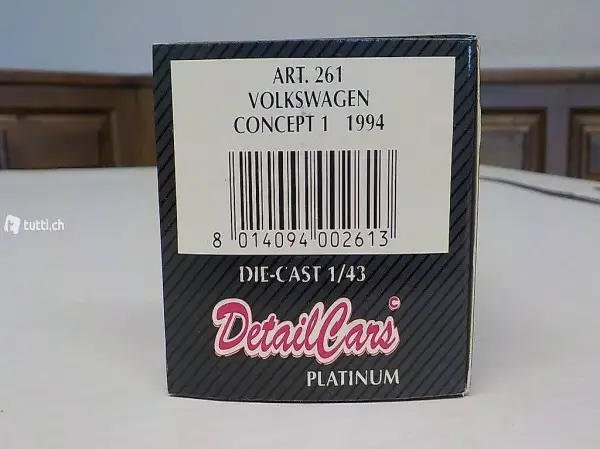 ART. 261
VOLKSWAGEN
CONCEPT 1 1994
8 014094 002613
DIE-CAST 1/43
DetailCars ©
PLATINUM
tutti.ch